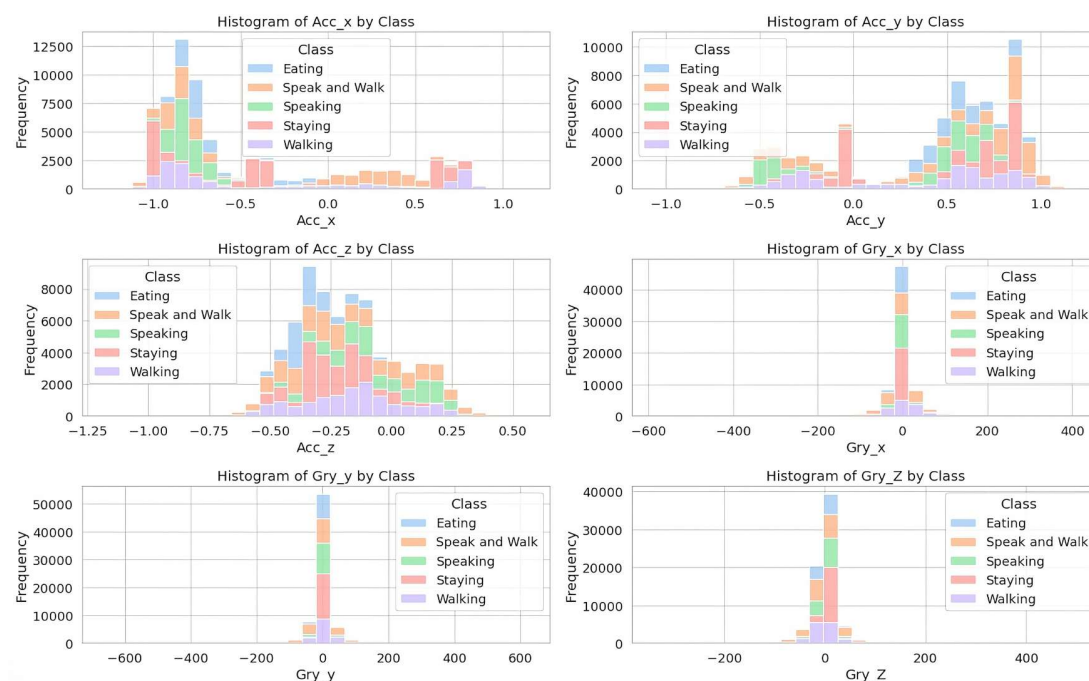 Histogram of Acc_x by Class
Frequency
12500
10000
7500
5000
2500
0
Class
Eating
Speak and Walk
Speaking
Staying
Walking
−1.0
−0.5
0.0
0.5
1.0
Acc_x
Histogram of Acc_y by Class
Frequency
10000
8000
6000
4000
2000
0
Class
Eating
Speak and Walk
Speaking
Staying
Walking
−1.0
−0.5
0.0
0.5
1.0
Acc_y
Histogram of Acc_z by Class
Frequency
8000
6000
4000
2000
0
Class
Eating
Speak and Walk
Speaking
Staying
Walking
−1.25
−1.00
−0.75
−0.50
−0.25
0.00
0.25
0.50
Acc_z
Histogram of Gry_x by Class
Frequency
40000
30000
20000
10000
0
Class
Eating
Speak and Walk
Speaking
Staying
Walking
−600
−400
−200
0
200
400
Gry_x
Histogram of Gry_y by Class
Frequency
50000
40000
30000
20000
10000
0
Class
Eating
Speak and Walk
Speaking
Staying
Walking
−600
−400
−200
0
200
400
600
Gry_y
Histogram of Gry_Z by Class
Frequency
40000
30000
20000
10000
0
Class
Eating
Speak and Walk
Speaking
Staying
Walking
−200
0
200
400
Gry_Z